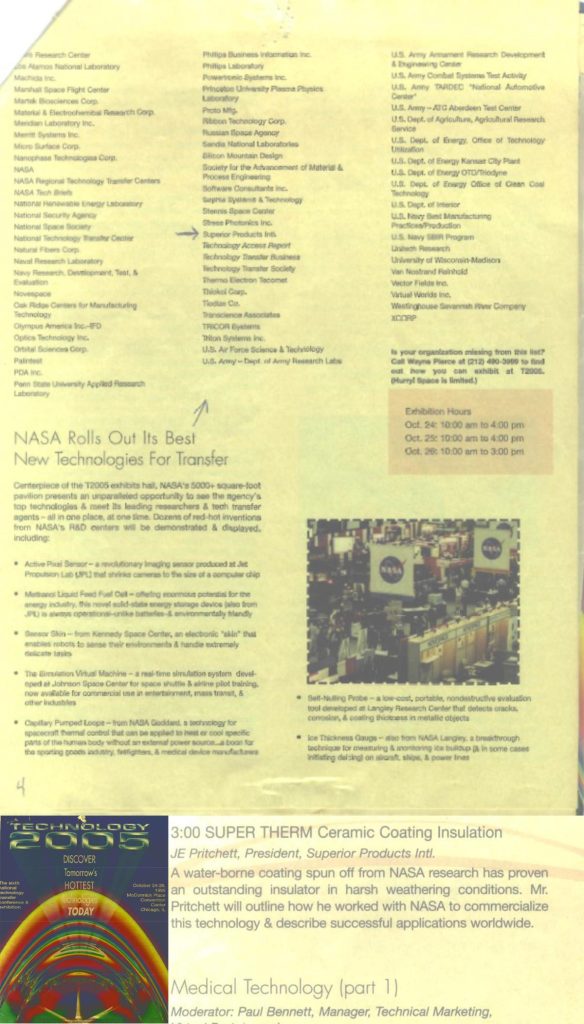 Research Center
Los Alamos National Laboratory
Machida Inc.
Marshall Space Flight Center
Martek Biosciences Corp.
Material & Electrochemical Research Corp.
Meridian Laboratory Inc.
Merritt Systems Inc.
Micro Surface Corp.
Nanophase Technologies Corp.
NASA
NASA Regional Technology Transfer Centers
NASA Tech Briefs
National Renewable Energy Laboratory
National Security Agency
National Space Society
National Technology Transfer Center
Natural Fibers Corp.
Naval Research Laboratory
Navy Research, Development, Test, &
Evaluation
Novespace
Oak Ridge Centers for Manufacturing
Technology
Olympus America Inc.-IFD
Optics Technology Inc.
Orbital Sciences Corp.
Palintest
PDA Inc.
Penn State University Applied Research
Laboratory
Phillips Business Information Inc.
Phillips Laboratory
Powertronic Systems Inc.
Princeton University Plasma Physics
Laboratory
Proto Mfg.
Ribbon Technology Corp.
Russian Space Agency
Sandia National Laboratories
Silicon Mountain Design
Society for the Advancement of Material &
Process Engineering
Software Consultants Inc.
Sophia Systems & Technology
Stennis Space Center
Stress Photonics Inc.
Superior Products Intl.
Technology Access Report
Technology Transfer Business
Technology Transfer Society
Thermo Electron Tecomet
Thiokol Corp.
Tiodize Co.
Transcience Associates
TRICOR Systems
Triton Systems Inc.
U.S. Air Force Science & Technology
U.S. Army – Dept. of Army Research Labs
U.S. Army Armament Research Development
& Engineering Center
U.S. Army Combat Systems Test Activity
U.S. Army TARDEC "National Automotive
Center"
U.S. Army – ATC Aberdeen Test Center
U.S. Dept. of Agriculture, Agricultural Research
Service
U.S. Dept. of Energy, Office of Technology
Utilization
U.S. Dept. of Energy Kansas City Plant
U.S. Dept. of Energy OTD/Triodyne
U.S. Dept. of Energy Office of Clean Coal
Technology
U.S. Dept. of Interior
U.S. Navy Best Manufacturing
Practices/Production
U.S. Navy SBIR Program
Unitech Research
University of Wisconsin-Madison
Van Nostrand Reinhold
Vector Fields Inc.
Virtual Worlds Inc.
Westinghouse Savannah River Company
XCORP
Is your organization missing from this list?
Call Wayne Pierce at (212) 490-3999 to find
out how you can exhibit at T2005.
(Hurry! Space is limited.)
Exhibition Hours
Oct. 24: 10:00 am to 4:00 pm
Oct. 25: 10:00 am to 4:00 pm
Oct. 26: 10:00 am to 3:00 pm
NASA Rolls Out Its Best
New Technologies For Transfer
Centerpiece of the T2005 exhibits hall, NASA's 5000+ square-foot
pavilion presents an unparalleled opportunity to see the agency's
top technologies & meet its leading researchers & tech transfer
agents – all in one place, at one time. Dozens of red-hot inventions
from NASA's R&D centers will be demonstrated & displayed,
including:
• Active Pixel Sensor – a revolutionary imaging sensor produced at Jet
Propulsion Lab (JPL) that shrinks cameras to the size of a computer chip
• Methanol Liquid Feed Fuel Cell – offering enormous potential for the
energy industry, this novel solid-state energy storage device (also from
JPL) is always operational–unlike batteries–& environmentally friendly
• Sensor Skin – from Kennedy Space Center, an electronic "skin" that
enables robots to sense their environments & handle extremely
delicate tasks
• The Simulation Virtual Machine – a real-time simulation system devel-
oped at Johnson Space Center for space shuttle & airline pilot training,
now available for commercial use in entertainment, mass transit, &
other industries
• Capillary Pumped Loops – from NASA Goddard, a technology for
spacecraft thermal control that can be applied to heat or cool specific
parts of the human body without an external power source...a boon for
the sporting goods industry, firefighters, & medical device manufacturers
NASA
NASA
• Self-Nulling Probe – a low-cost, portable, nondestructive evaluation
tool developed at Langley Research Center that detects cracks,
corrosion, & coating thickness in metallic objects
• Ice Thickness Gauge – also from NASA Langley, a breakthrough
technique for measuring & monitoring ice buildup (& in some cases
initiating deicing) on aircraft, ships, & power lines
4
TECHNOLOGY
2005
DISCOVER
Tomorrow's
HOTTEST
Technologies
TODAY
The sixth
national
technology
transfer
conference &
exhibition
October 24-26,
1995
McCormick Place
Convention
Center
Chicago, IL
3:00 SUPER THERM Ceramic Coating Insulation
JE Pritchett, President, Superior Products Intl.
A water-borne coating spun off from NASA research has proven
an outstanding insulator in harsh weathering conditions. Mr.
Pritchett will outline how he worked with NASA to commercialize
this technology & describe successful applications worldwide.
Medical Technology (part 1)
Moderator: Paul Bennett, Manager, Technical Marketing,